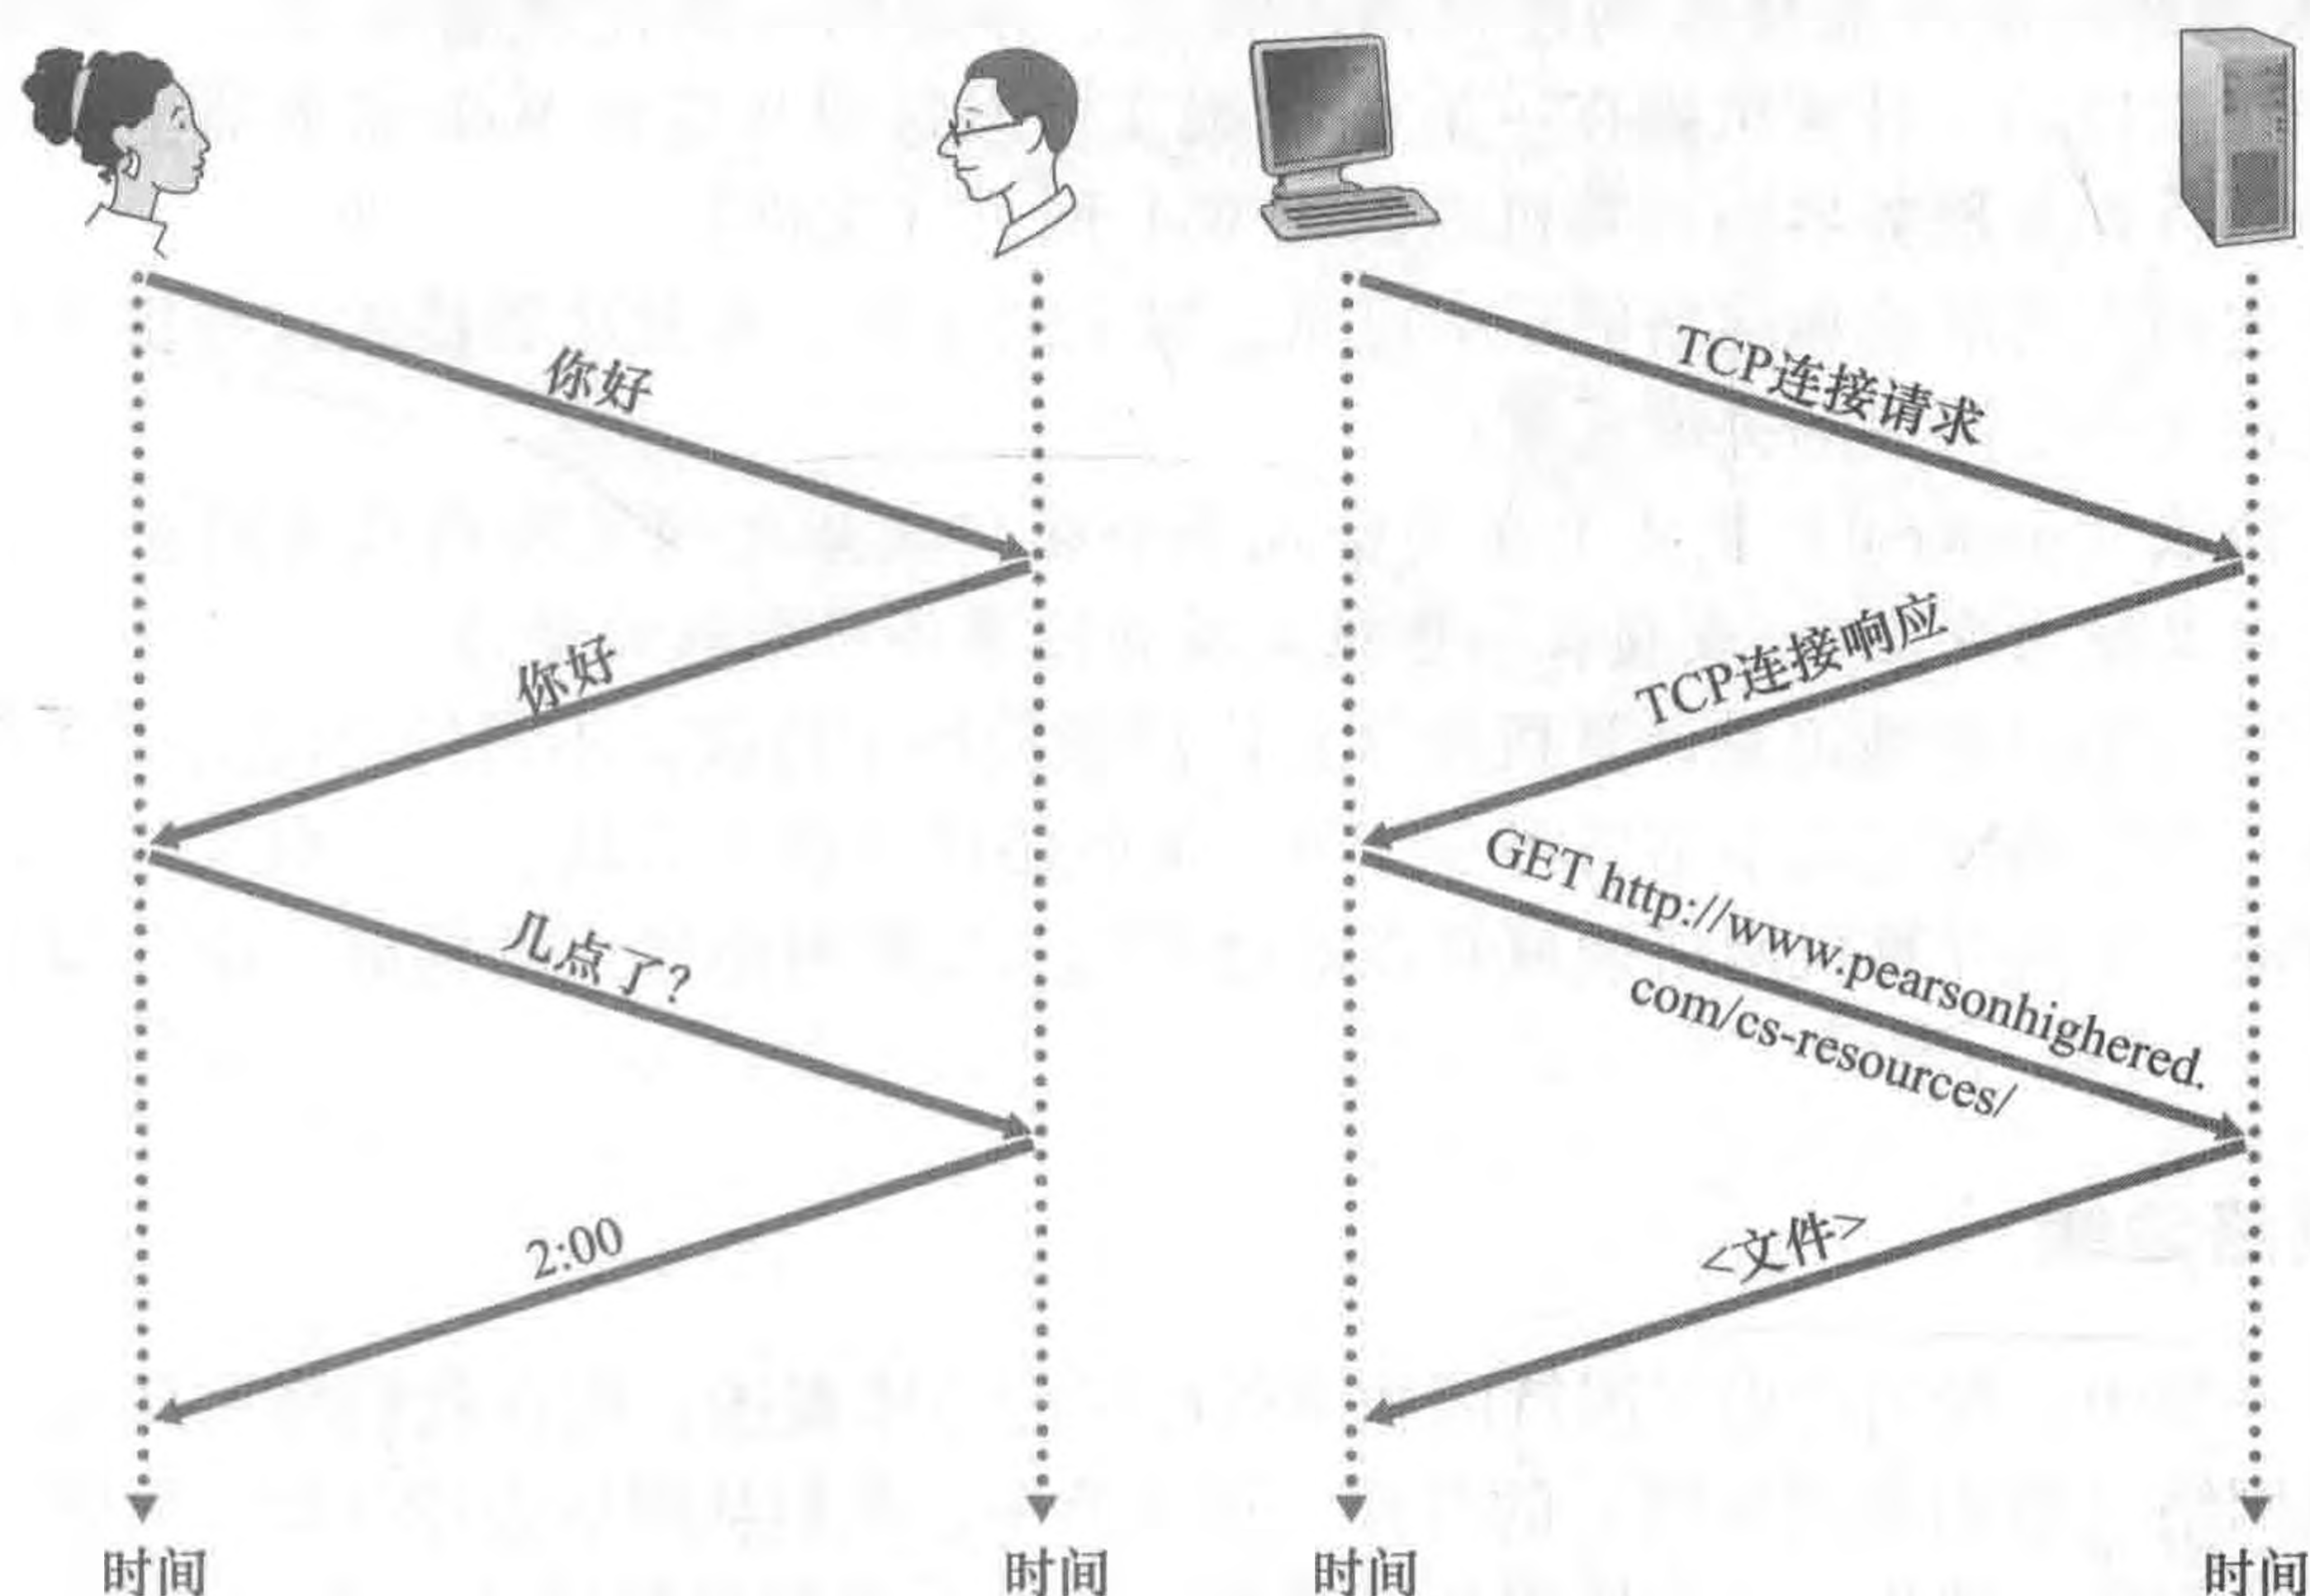 你好
你好
几点了?
2:00
时间
时间
TCP连接请求
TCP连接响应
GET http://www.pearsonhighered.
com/cs-resources/
<文件>
时间
时间